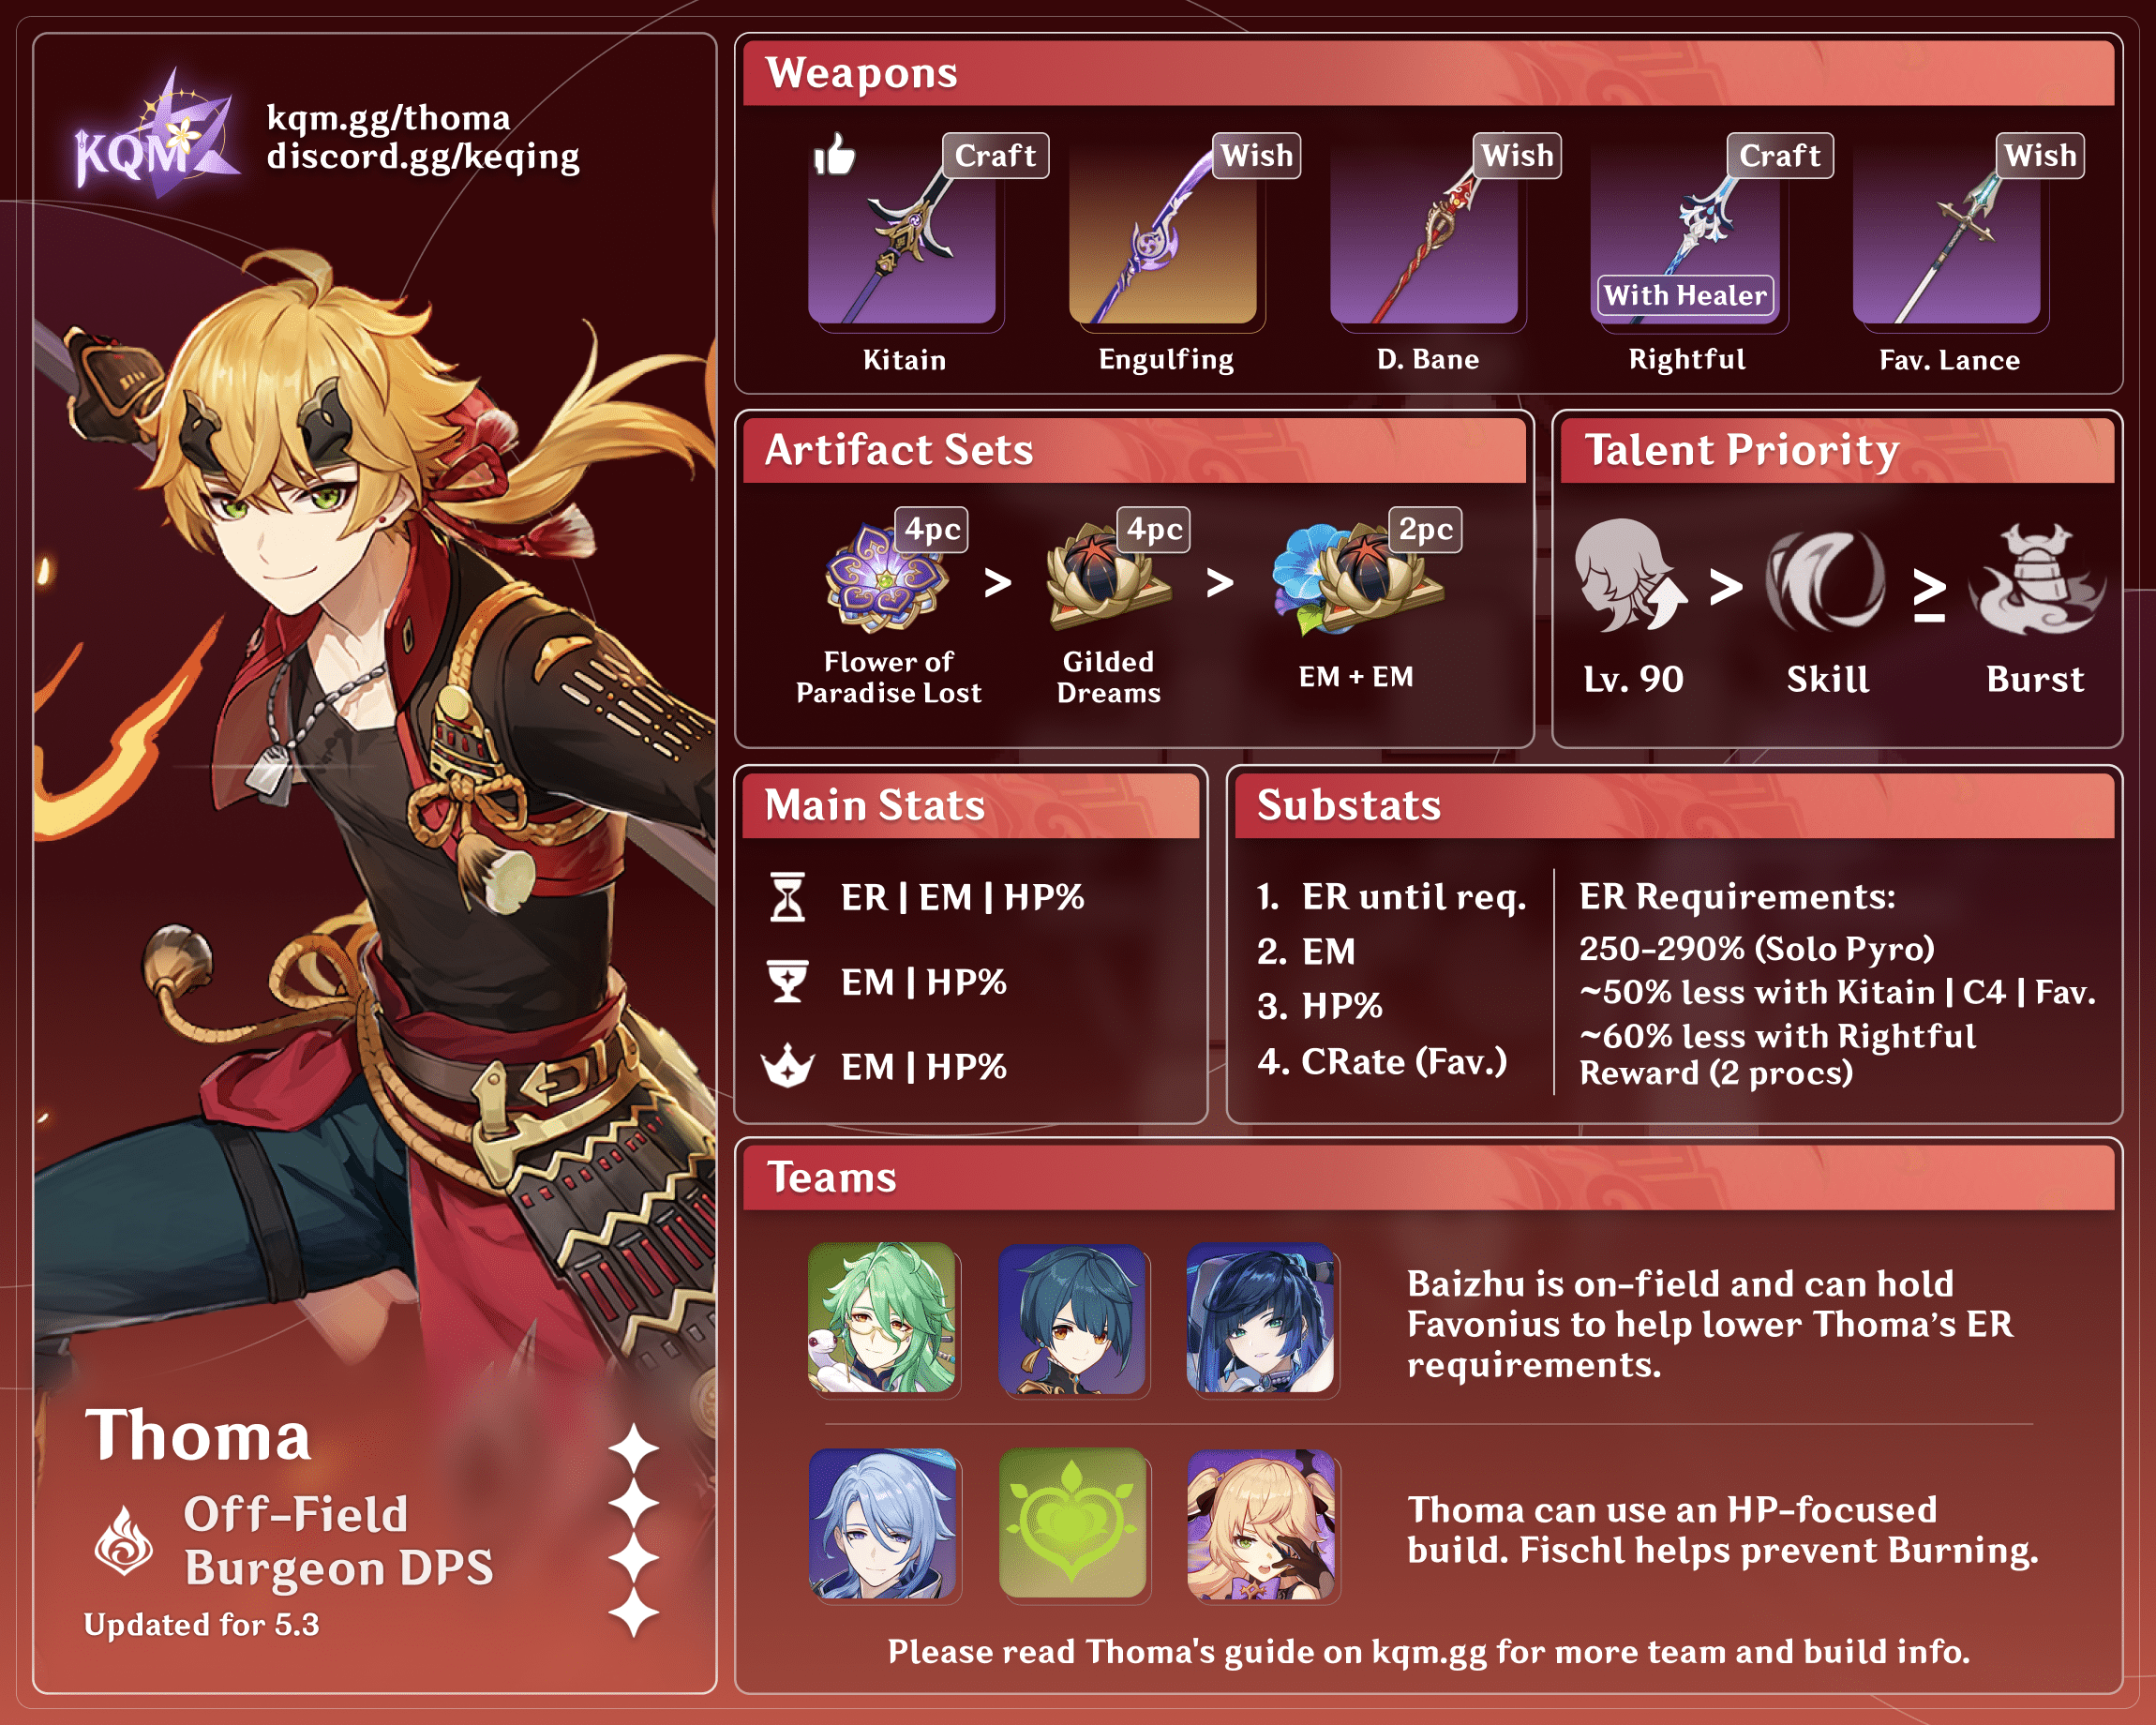 KQM
kqm.gg/thoma
discord.gg/keqing
Thoma
Off-Field
Burgeon DPS
Updated for 5.3
Weapons
Craft
Wish
Wish
Craft
Wish
With Healer
Kitain
Engulfing
D. Bane
Rightful
Fav. Lance
Artifact Sets
4pc
>
4pc
>
2pc
Flower of
Paradise Lost
Gilded
Dreams
EM + EM
Talent Priority
>
≥
Lv. 90
Skill
Burst
Main Stats
ER | EM | HP%
EM | HP%
EM | HP%
Substats
1. ER until req.
2. EM
3. HP%
4. CRate (Fav.)
ER Requirements:
250-290% (Solo Pyro)
~50% less with Kitain | C4 | Fav.
~60% less with Rightful
Reward (2 procs)
Teams
Baizhu is on-field and can hold
Favonius to help lower Thoma's ER
requirements.
Thoma can use an HP-focused
build. Fischl helps prevent Burning.
Please read Thoma's guide on kqm.gg for more team and build info.